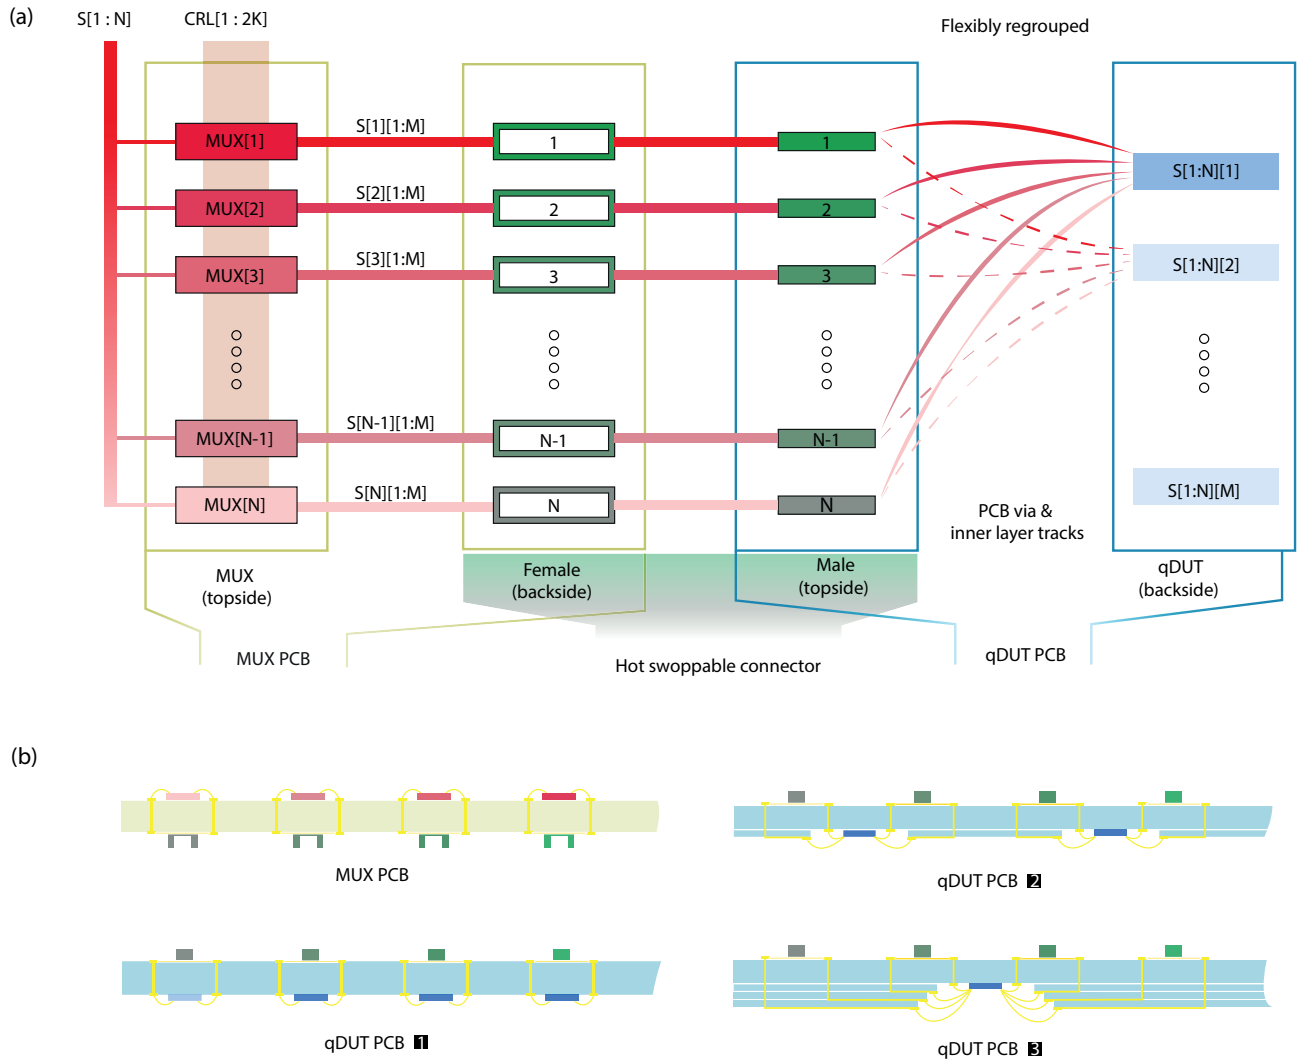 (a)
S[1 : N]
CRL[1 : 2K]
Flexibly regrouped
MUX[1]
S[1][1:M]
1
1
S[1:N][1]
MUX[2]
S[2][1:M]
2
2
MUX[3]
S[3][1:M]
3
3
S[1:N][2]
MUX[N-1]
S[N-1][1:M]
N-1
N-1
MUX[N]
S[N][1:M]
N
N
S[1:N][M]
PCB via &
inner layer tracks
MUX
(topside)
Female
(backside)
Male
(topside)
qDUT
(backside)
MUX PCB
Hot swoppable connector
qDUT PCB
(b)
MUX PCB
qDUT PCB 2
qDUT PCB 1
qDUT PCB 3